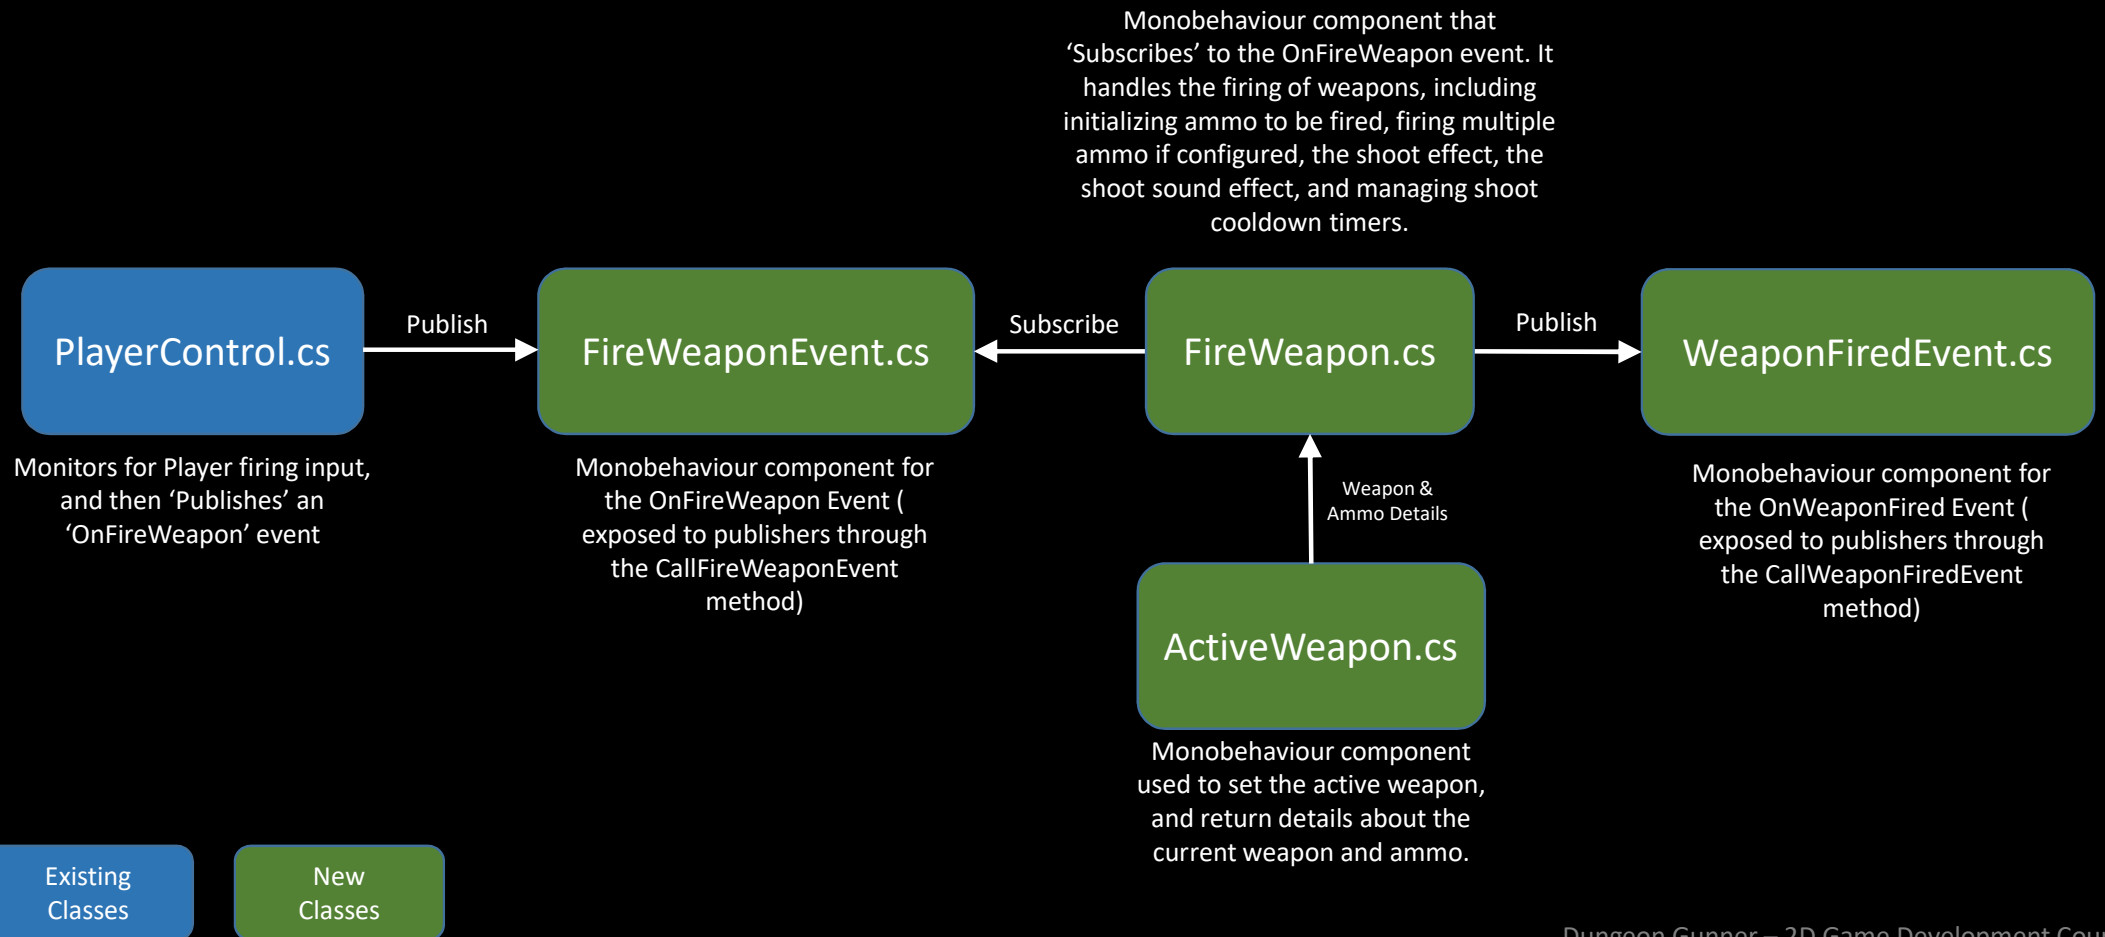 Monobehaviour component that
‘Subscribes’ to the OnFireWeapon event. It
handles the firing of weapons, including
initializing ammo to be fired, firing multiple
ammo if configured, the shoot effect, the
shoot sound effect, and managing shoot
cooldown timers.
PlayerControl.cs
Publish
FireWeaponEvent.cs
Subscribe
FireWeapon.cs
Publish
WeaponFiredEvent.cs
Monitors for Player firing input,
and then ‘Publishes’ an
‘OnFireWeapon’ event
Monobehaviour component for
the OnFireWeapon Event (
exposed to publishers through
the CallFireWeaponEvent
method)
Weapon &
Ammo Details
Monobehaviour component for
the OnWeaponFired Event (
exposed to publishers through
the CallWeaponFiredEvent
method)
ActiveWeapon.cs
Monobehaviour component
used to set the active weapon,
and return details about the
current weapon and ammo.
Existing
Classes
New
Classes
Dungeon Gunner – 2D Game Development